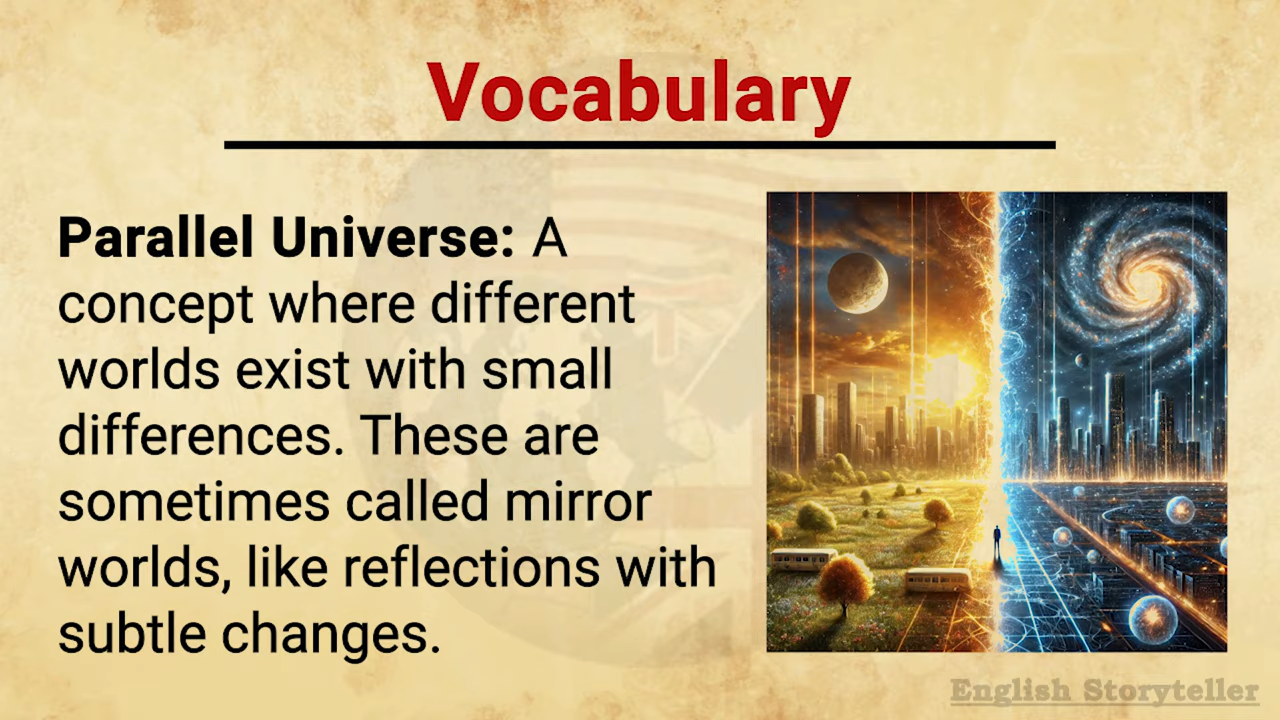 Vocabulary
Parallel Universe: A
concept where different
worlds exist with small
differences. These are
sometimes called mirror
worlds, like reflections with
subtle changes.
English Storyteller